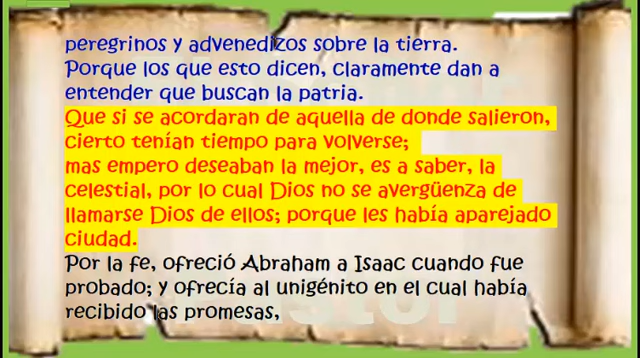 peregrinos y advenedizos sobre la tierra.
Porque los que esto dicen, claramente dan a
entender que buscan la patria.
Que si se acordaran de aquella de donde salieron,
cierto tenían tiempo para volverse;
mas empero deseaban la mejor, es a saber, la
celestial, por lo cual Dios no se avergüenza de
llamarse Dios de ellos; porque les había aparejado
ciudad.
Por la fe, ofreció Abraham a Isaac cuando fue
probado; y ofrecía al unigénito en el cual había
recibido las promesas,